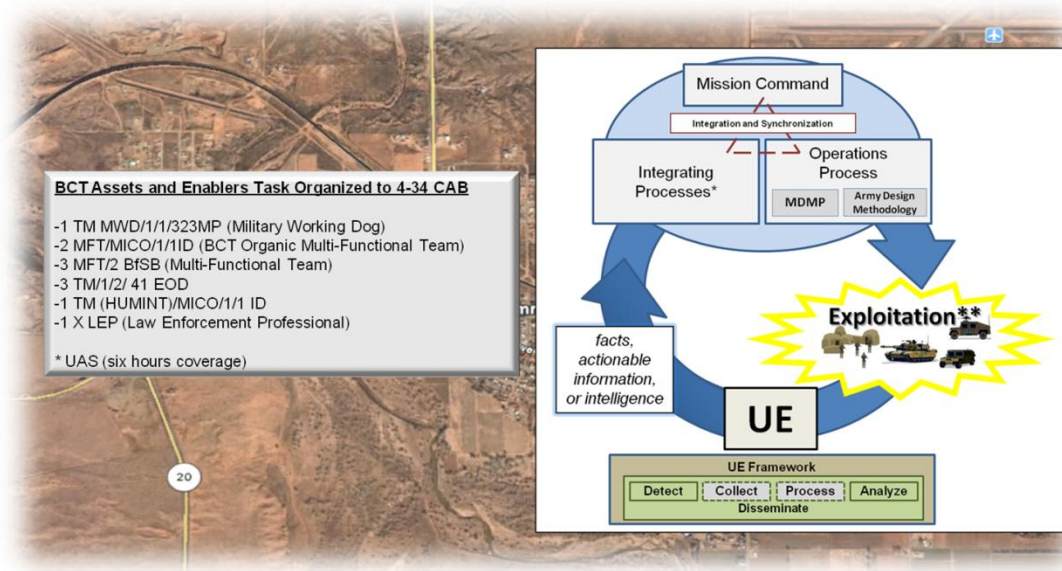 BCT Assets and Enablers Task Organized to 4-34 CAB
-1 TM MWD/1/1/323MP (Military Working Dog)
-2 MFT/MICO/1/1ID (BCT Organic Multi-Functional Team)
-3 MFT/2 BfSB (Multi-Functional Team)
-3 TM/1/2/ 41 EOD
-1 TM (HUMINT)/MICO/1/1 ID
-1 X LEP (Law Enforcement Professional)
* UAS (six hours coverage)
20
Mission Command
Integration and Synchronization
Integrating
Processes*
Operations
Process
MDMP
Army Design
Methodology
Exploitation**
facts,
actionable
information,
or intelligence
UE
UE Framework
Detect
Collect
Process
Analyze
Disseminate